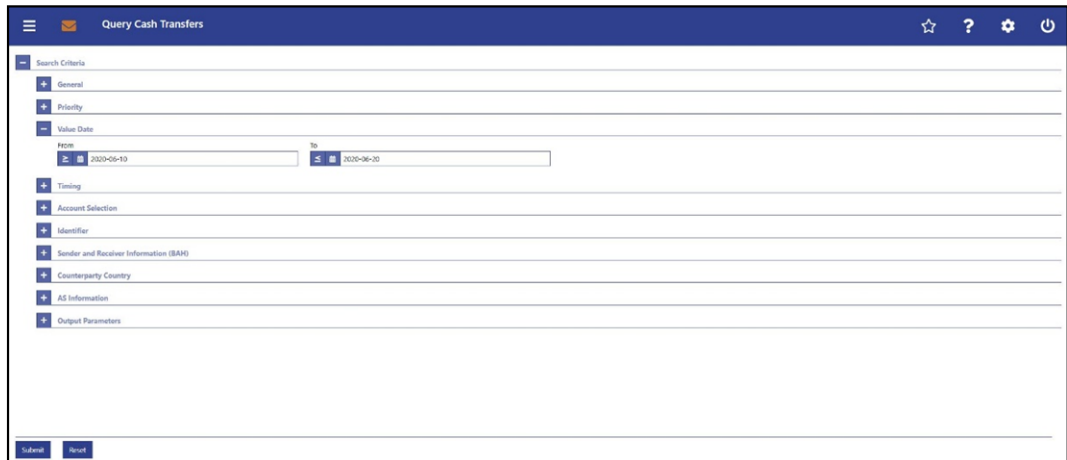 Query Cash Transfers
?
Search Criteria
General
Priority
Value Date
From To
≥ 2020-06-10 ≤ 2020-06-20
Timing
Account Selection
Identifier
Sender and Receiver Information (BAH)
Counterparty Country
AS Information
Output Parameters
Submit Reset